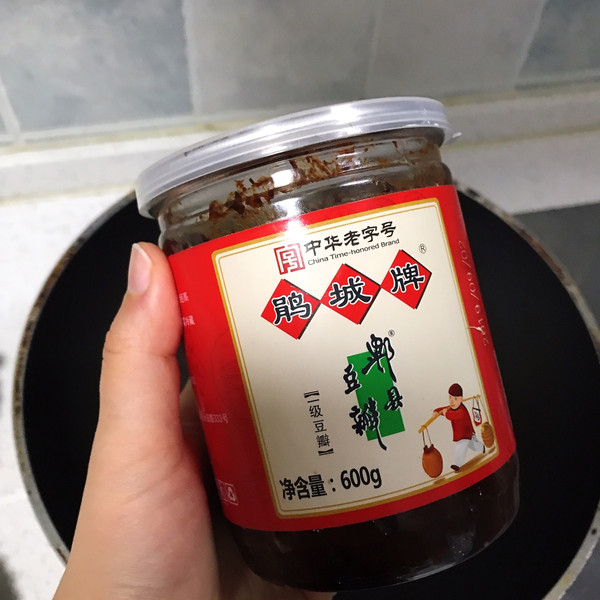 中华老字号
China Time-honored Brand
鹃城牌®
郫县®
豆瓣
【一级豆瓣】
净含量:600g